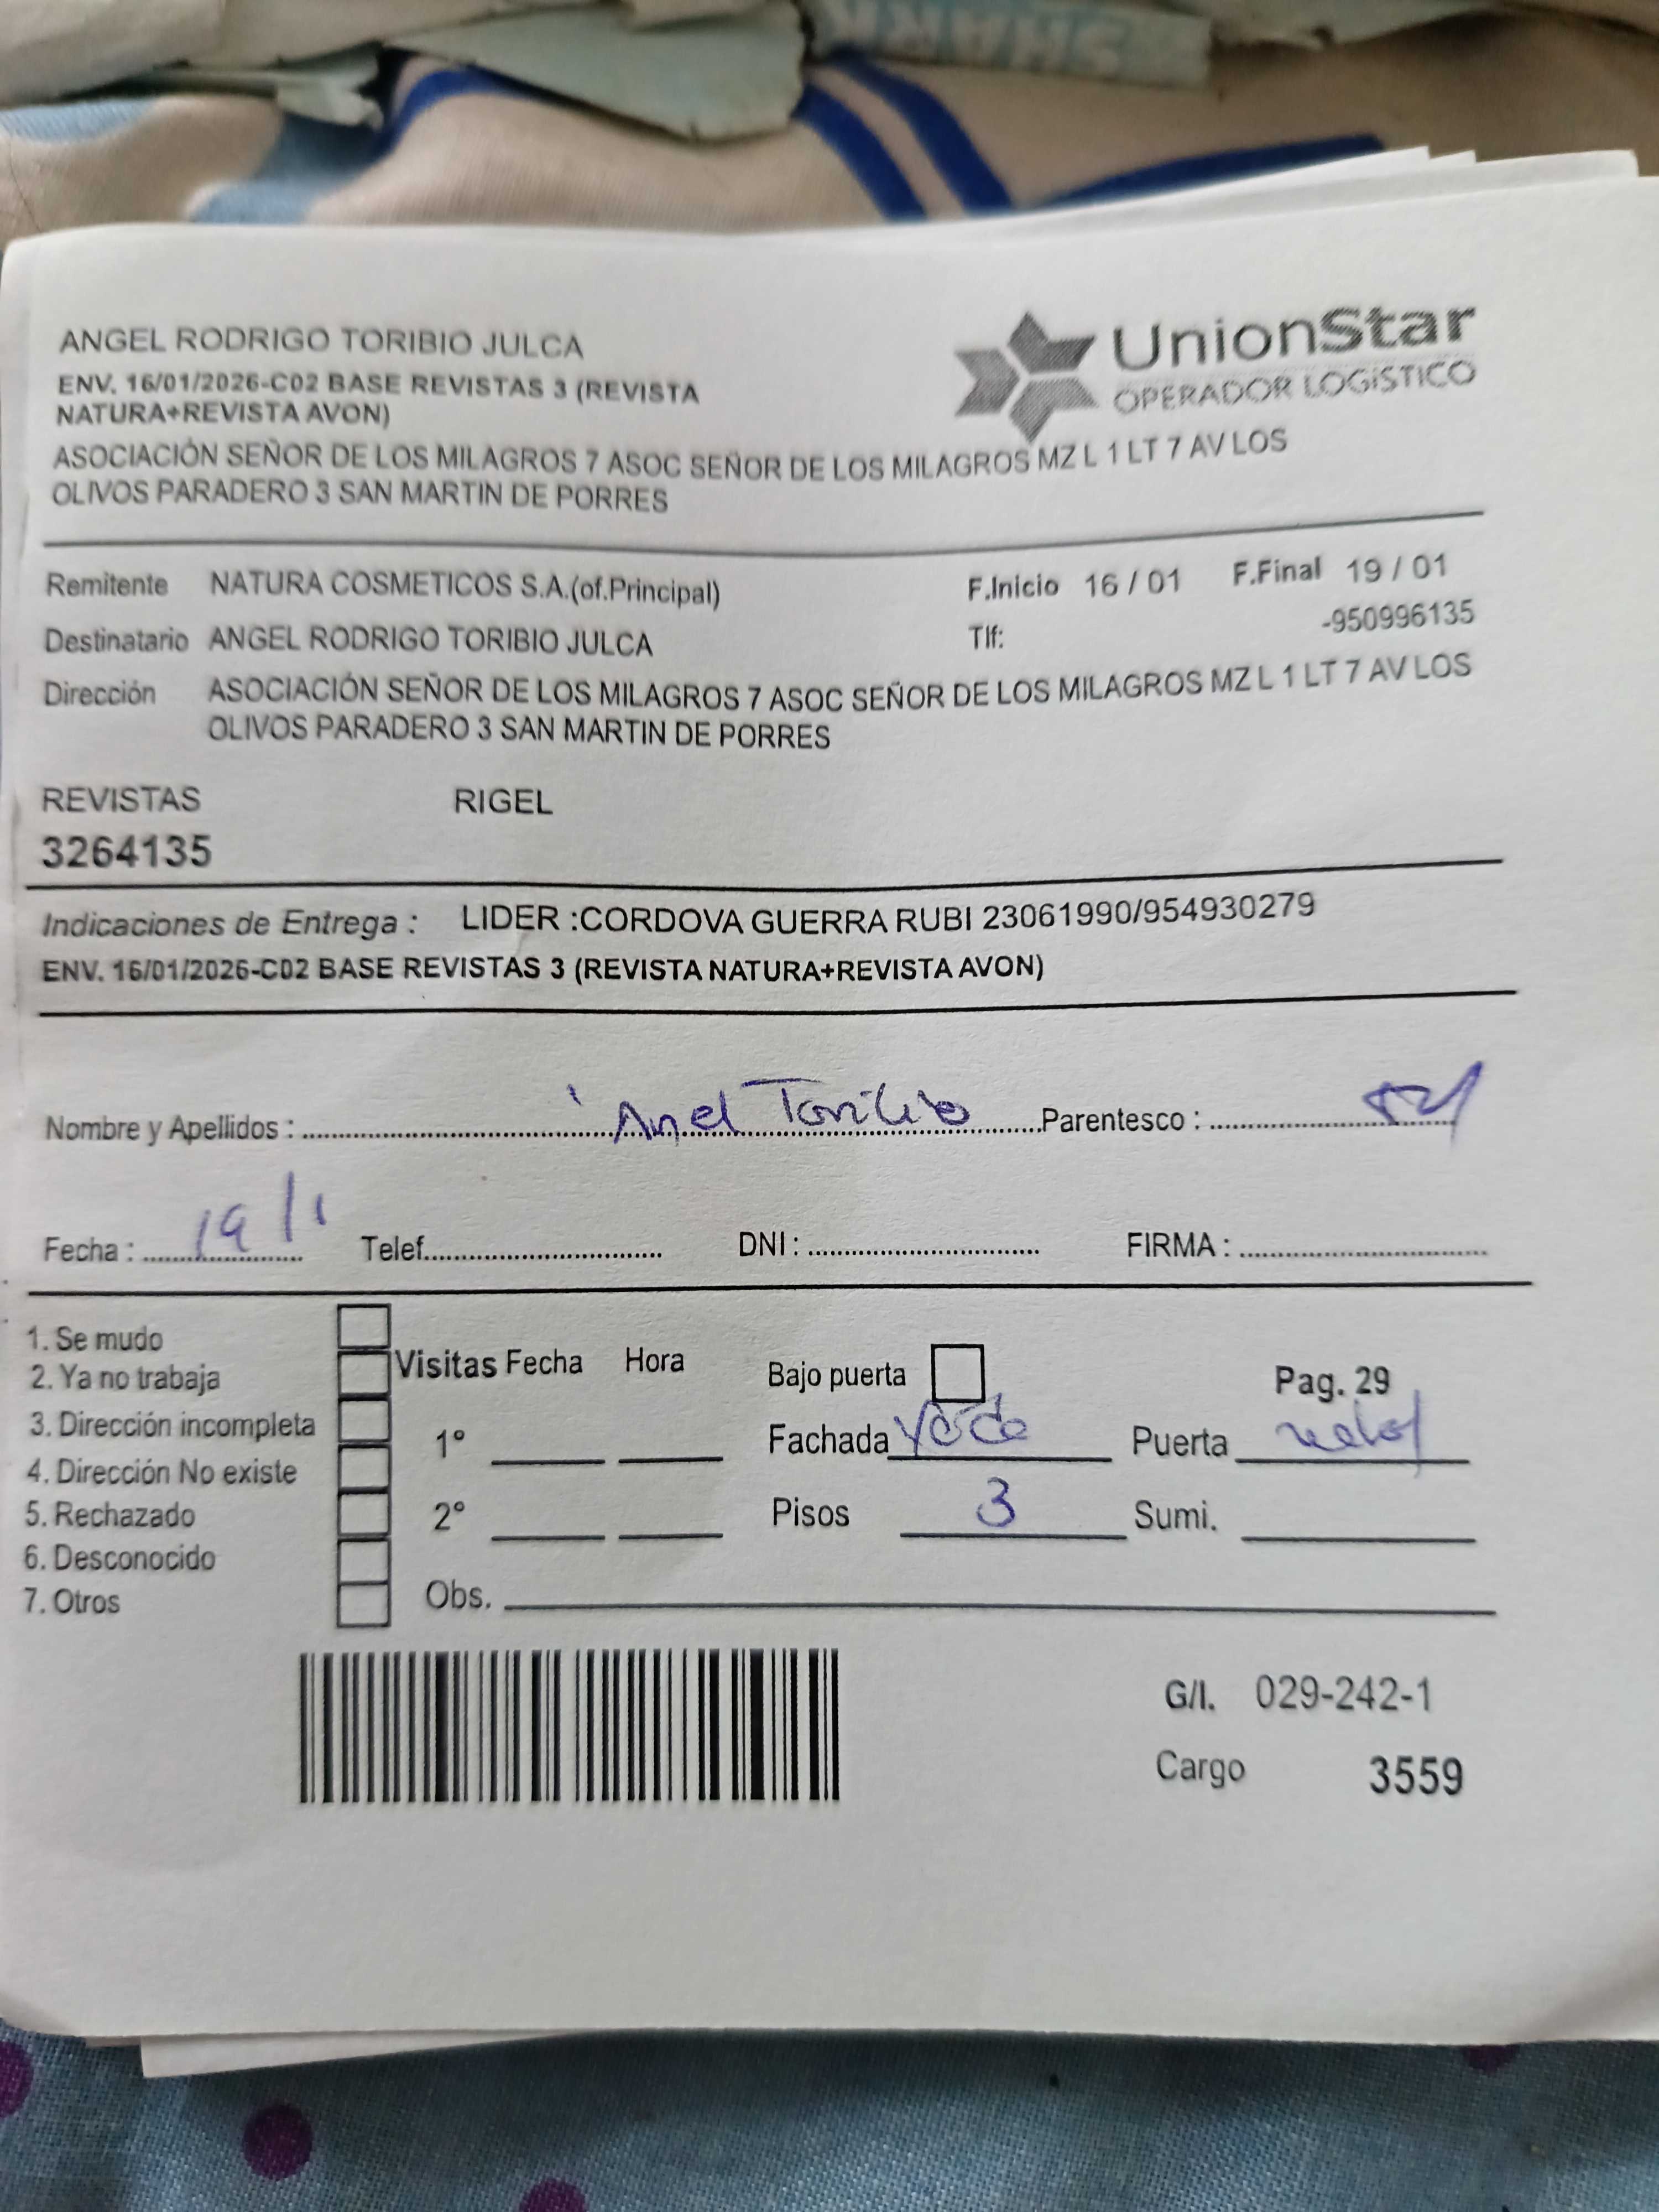 ANGEL RODRIGO TORIBIO JULCA
ENV. 16/01/2026-C02 BASE REVISTAS 3 (REVISTA
NATURA+REVISTA AVON)
UnionStar
OPERADOR LOGÍSTICO
ASOCIACIÓN SEÑOR DE LOS MILAGROS 7 ASOC SEÑOR DE LOS MILAGROS MZ L 1 LT 7 AV LOS
OLIVOS PARADERO 3 SAN MARTIN DE PORRES
Remitente NATURA COSMETICOS S.A.(of.Principal) F.Inicio 16 / 01 F.Final 19 / 01
Destinatario ANGEL RODRIGO TORIBIO JULCA Tlf: -950996135
Dirección ASOCIACIÓN SEÑOR DE LOS MILAGROS 7 ASOC SEÑOR DE LOS MILAGROS MZ L 1 LT 7 AV LOS
OLIVOS PARADERO 3 SAN MARTIN DE PORRES
REVISTAS RIGEL
3264135
Indicaciones de Entrega : LIDER :CORDOVA GUERRA RUBI 23061990/954930279
ENV. 16/01/2026-C02 BASE REVISTAS 3 (REVISTA NATURA+REVISTA AVON)
Nombre y Apellidos : Angel Toribio Parentesco :
Fecha : 19/1 Telef. DNI : FIRMA :
1. Se mudo
2. Ya no trabaja
3. Dirección incompleta
4. Dirección No existe
5. Rechazado
6. Desconocido
7. Otros
Visitas Fecha Hora
1°
2°
Obs.
Bajo puerta Pag. 29
Fachada Puerta
Pisos 3 Sumi.
G/I. 029-242-1
Cargo 3559